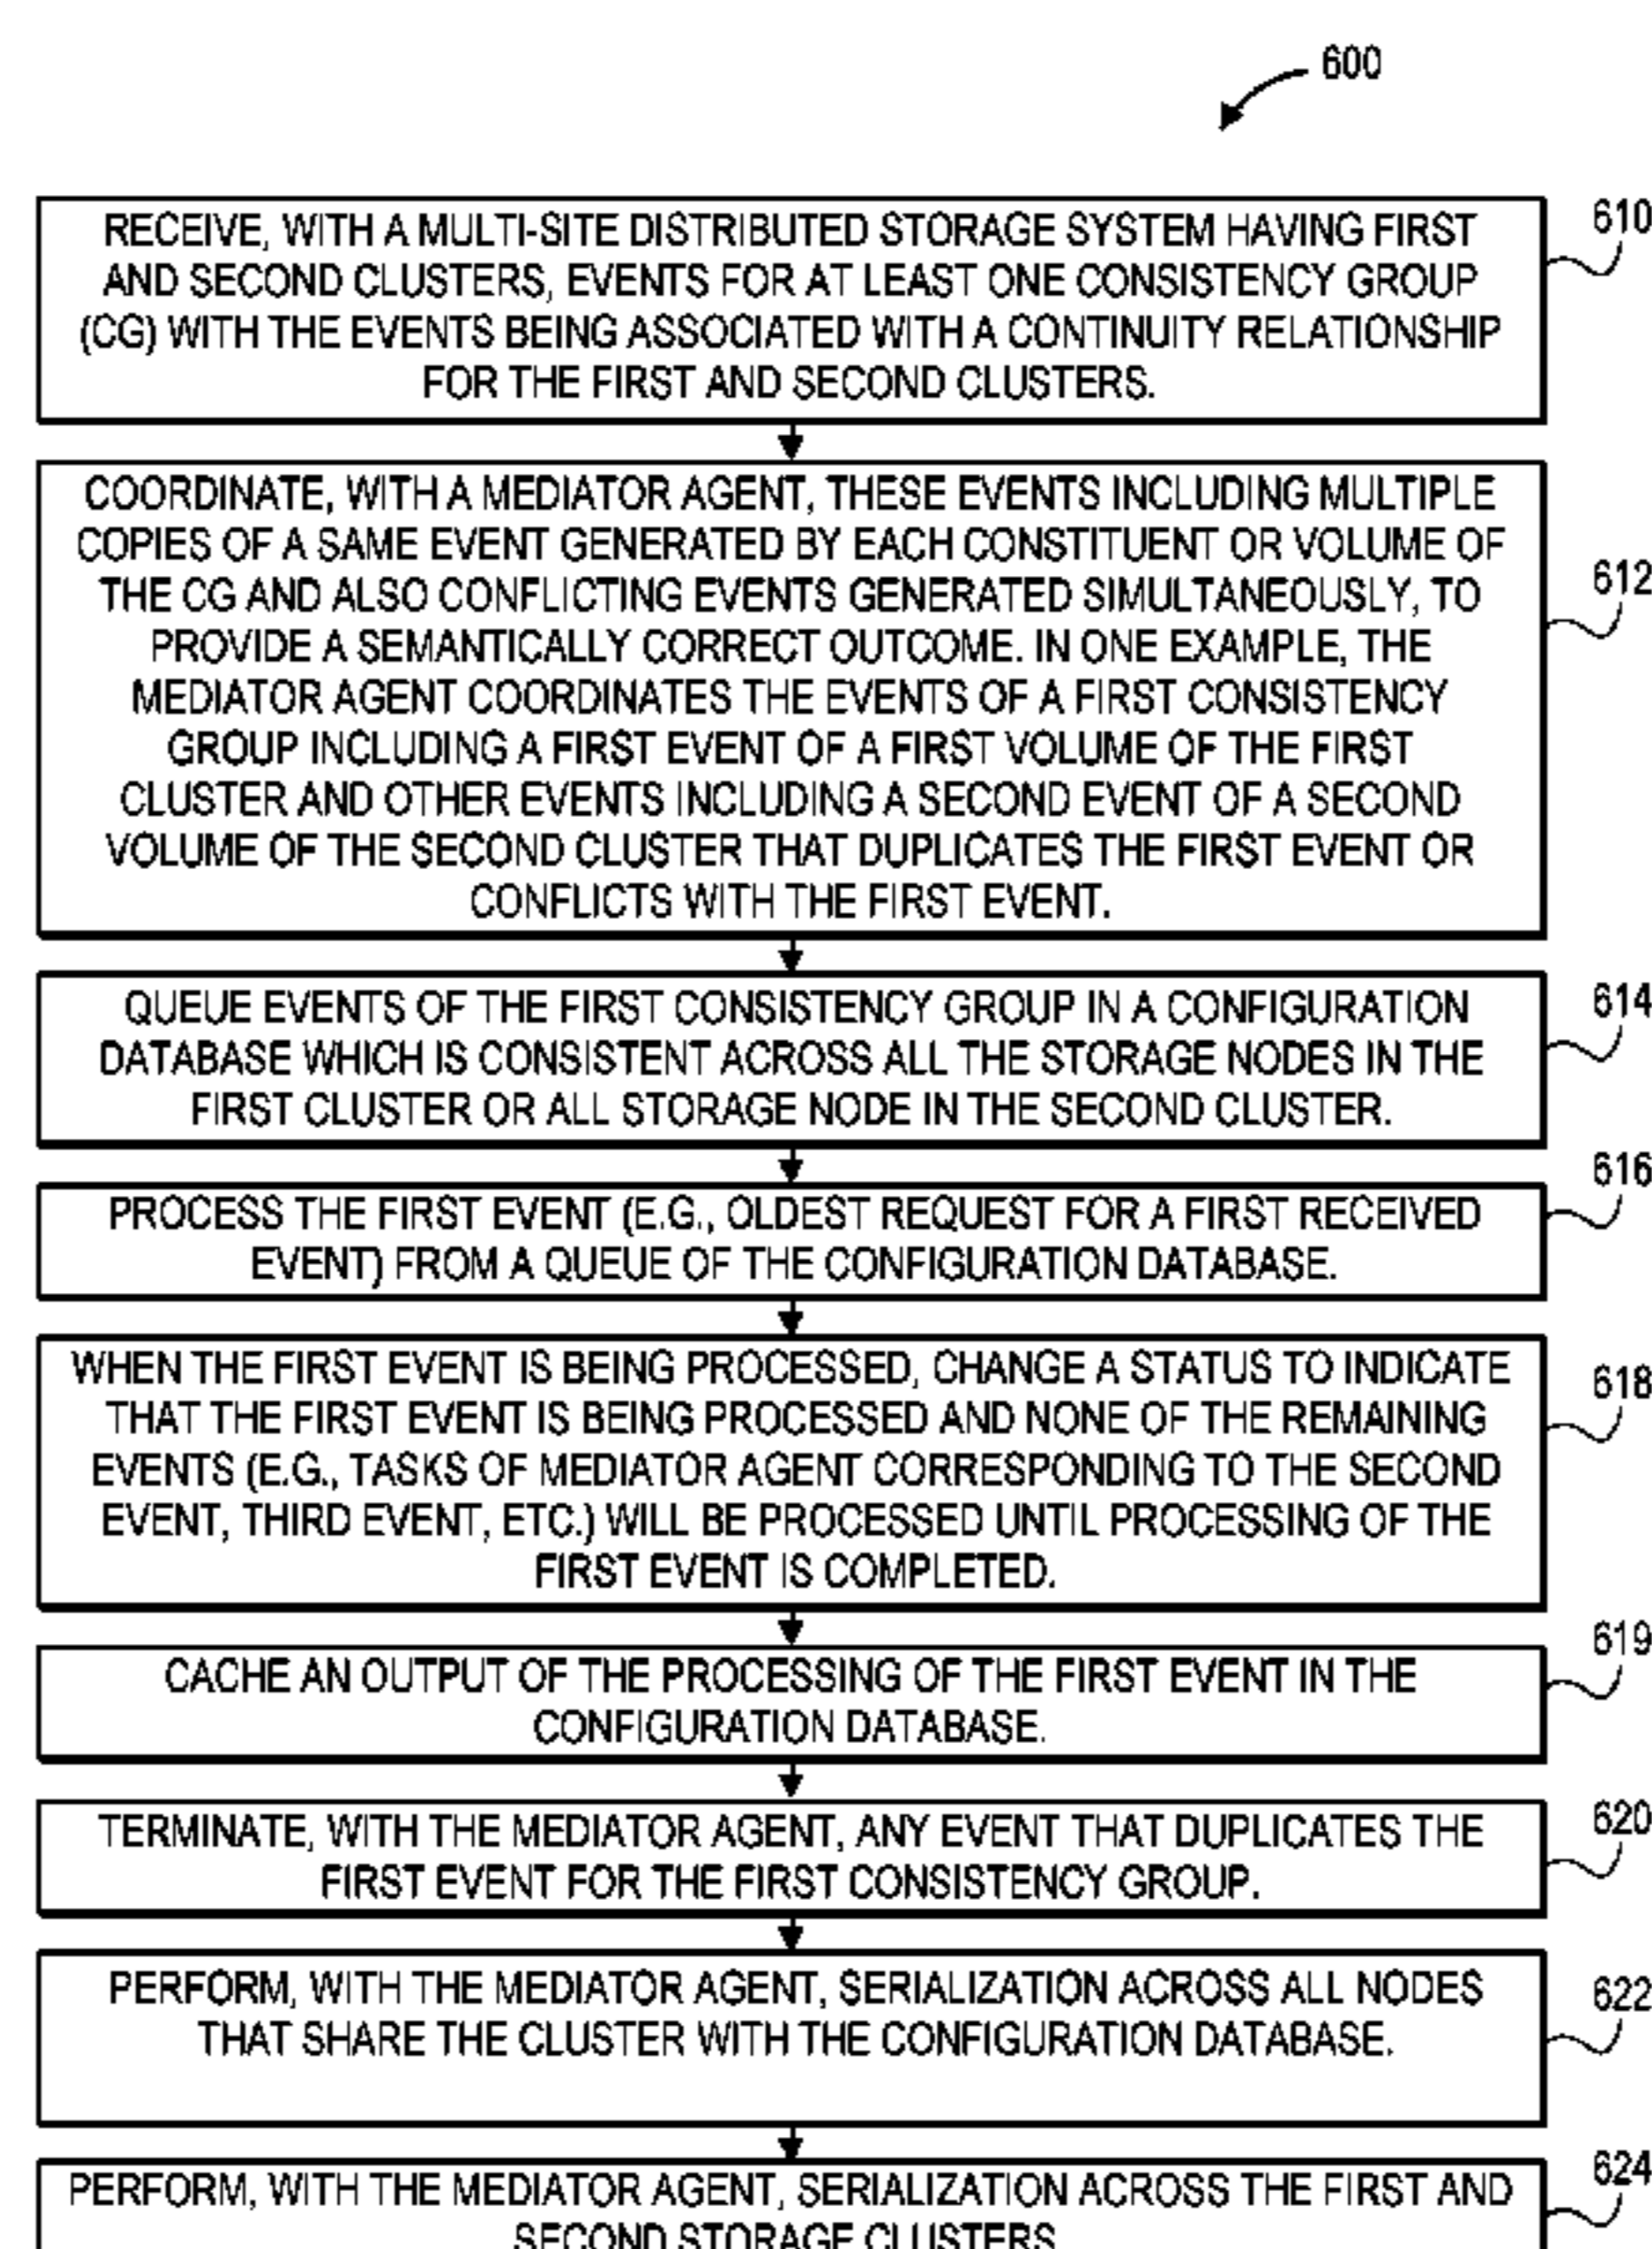 600
610
RECEIVE, WITH A MULTI-SITE DISTRIBUTED STORAGE SYSTEM HAVING FIRST
AND SECOND CLUSTERS, EVENTS FOR AT LEAST ONE CONSISTENCY GROUP
(CG) WITH THE EVENTS BEING ASSOCIATED WITH A CONTINUITY RELATIONSHIP
FOR THE FIRST AND SECOND CLUSTERS.
612
COORDINATE, WITH A MEDIATOR AGENT, THESE EVENTS INCLUDING MULTIPLE
COPIES OF A SAME EVENT GENERATED BY EACH CONSTITUENT OR VOLUME OF
THE CG AND ALSO CONFLICTING EVENTS GENERATED SIMULTANEOUSLY, TO
PROVIDE A SEMANTICALLY CORRECT OUTCOME. IN ONE EXAMPLE, THE
MEDIATOR AGENT COORDINATES THE EVENTS OF A FIRST CONSISTENCY
GROUP INCLUDING A FIRST EVENT OF A FIRST VOLUME OF THE FIRST
CLUSTER AND OTHER EVENTS INCLUDING A SECOND EVENT OF A SECOND
VOLUME OF THE SECOND CLUSTER THAT DUPLICATES THE FIRST EVENT OR
CONFLICTS WITH THE FIRST EVENT.
614
QUEUE EVENTS OF THE FIRST CONSISTENCY GROUP IN A CONFIGURATION
DATABASE WHICH IS CONSISTENT ACROSS ALL THE STORAGE NODES IN THE
FIRST CLUSTER OR ALL STORAGE NODE IN THE SECOND CLUSTER.
616
PROCESS THE FIRST EVENT (E.G., OLDEST REQUEST FOR A FIRST RECEIVED
EVENT) FROM A QUEUE OF THE CONFIGURATION DATABASE.
618
WHEN THE FIRST EVENT IS BEING PROCESSED, CHANGE A STATUS TO INDICATE
THAT THE FIRST EVENT IS BEING PROCESSED AND NONE OF THE REMAINING
EVENTS (E.G., TASKS OF MEDIATOR AGENT CORRESPONDING TO THE SECOND
EVENT, THIRD EVENT, ETC.) WILL BE PROCESSED UNTIL PROCESSING OF THE
FIRST EVENT IS COMPLETED.
619
CACHE AN OUTPUT OF THE PROCESSING OF THE FIRST EVENT IN THE
CONFIGURATION DATABASE.
620
TERMINATE, WITH THE MEDIATOR AGENT, ANY EVENT THAT DUPLICATES THE
FIRST EVENT FOR THE FIRST CONSISTENCY GROUP.
622
PERFORM, WITH THE MEDIATOR AGENT, SERIALIZATION ACROSS ALL NODES
THAT SHARE THE CLUSTER WITH THE CONFIGURATION DATABASE.
624
PERFORM, WITH THE MEDIATOR AGENT, SERIALIZATION ACROSS THE FIRST AND
SECOND STORAGE CLUSTERS